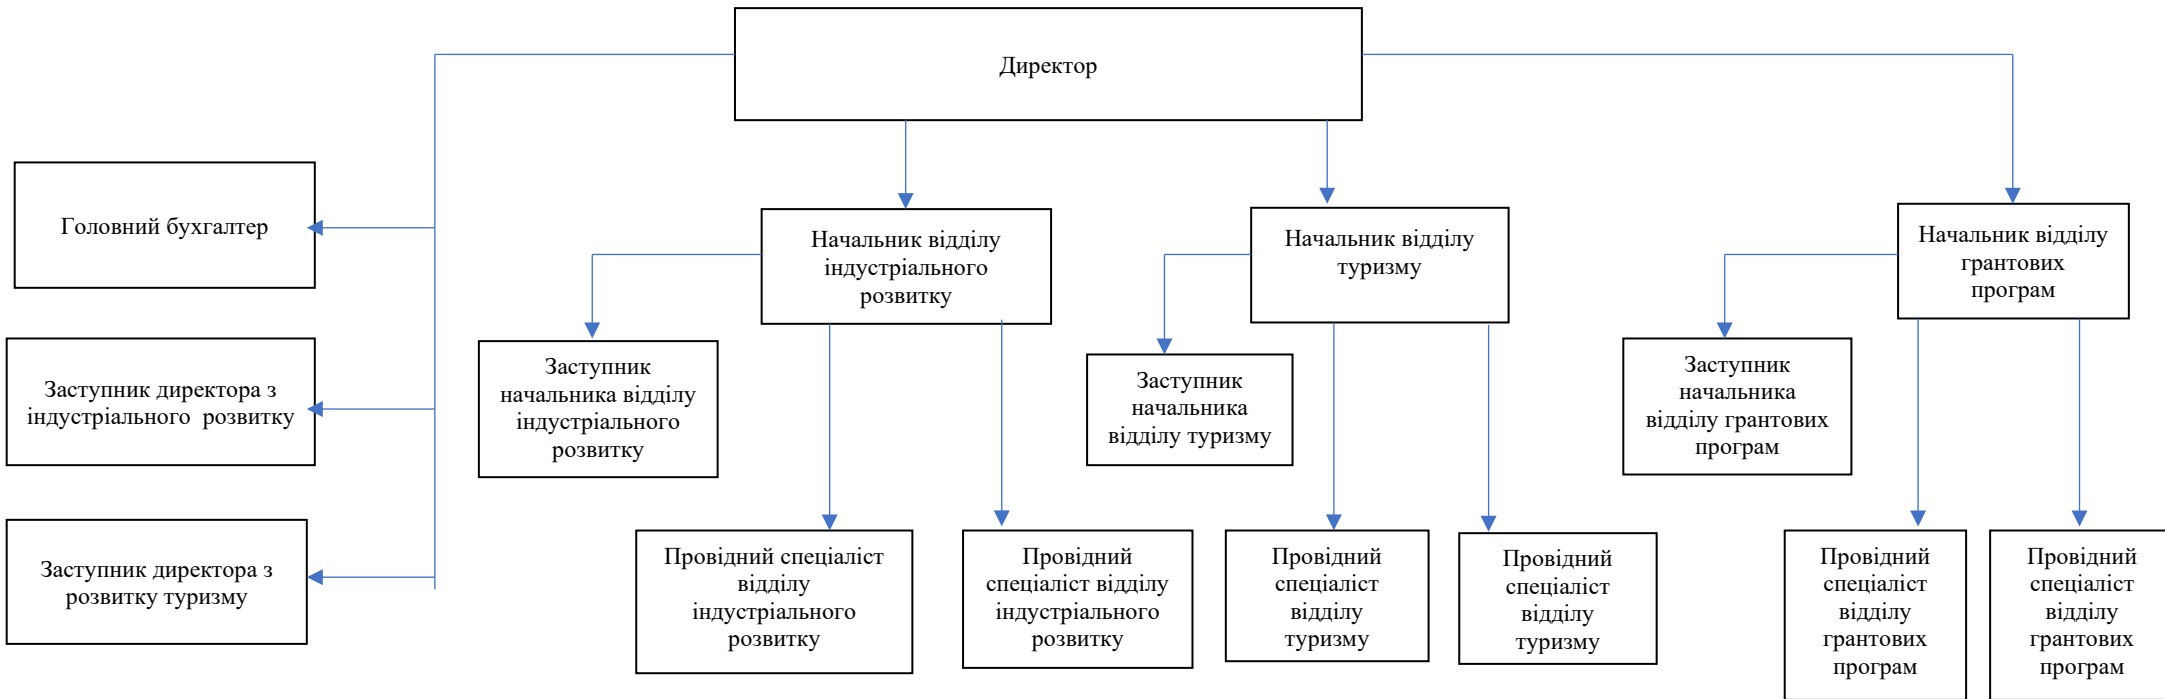 Директор
Головний бухгалтер
Заступник директора з
індустріального розвитку
Заступник директора з
розвитку туризму
Начальник відділу
індустріального
розвитку
Начальник відділу
туризму
Начальник відділу
грантових
програм
Заступник
начальника відділу
індустріального
розвитку
Заступник
начальника
відділу туризму
Заступник
начальника
відділу грантових
програм
Провідний спеціаліст
відділу
індустріального
розвитку
Провідний
спеціаліст відділу
індустріального
розвитку
Провідний
спеціаліст
відділу
туризму
Провідний
спеціаліст
відділу
туризму
Провідний
спеціаліст
відділу
грантових
програм
Провідний
спеціаліст
відділу
грантових
програм